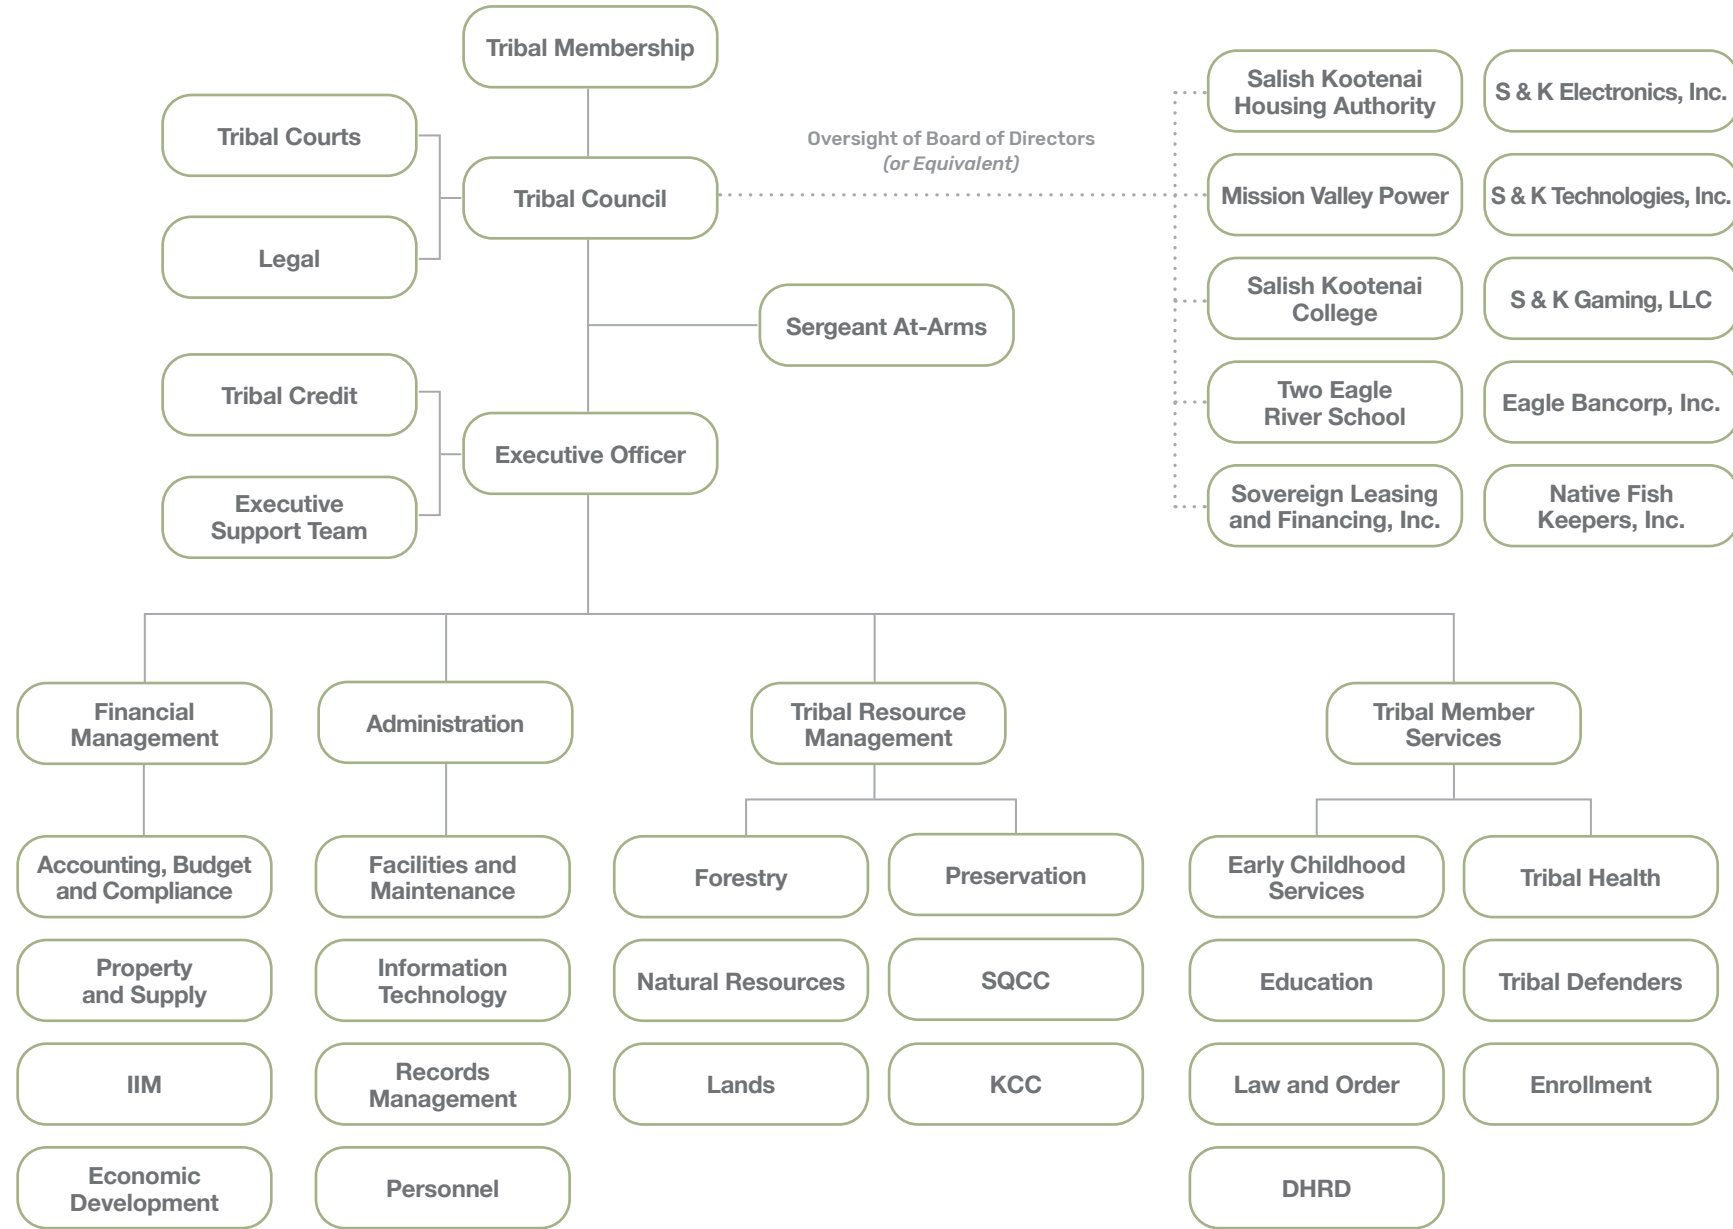 Tribal Membership
Tribal Courts
Legal
Tribal Council
Oversight of Board of Directors
(or Equivalent)
Salish Kootenai
Housing Authority
S & K Electronics, Inc.
Mission Valley Power
S & K Technologies, Inc.
Salish Kootenai
College
S & K Gaming, LLC
Two Eagle
River School
Eagle Bancorp, Inc.
Sovereign Leasing
and Financing, Inc.
Native Fish
Keepers, Inc.
Sergeant At-Arms
Tribal Credit
Executive
Support Team
Executive Officer
Financial
Management
Administration
Tribal Resource
Management
Tribal Member
Services
Accounting, Budget
and Compliance
Property
and Supply
IIM
Economic
Development
Facilities and
Maintenance
Information
Technology
Records
Management
Personnel
Forestry
Natural Resources
Lands
Preservation
SQCC
KCC
Early Childhood
Services
Education
Law and Order
DHRD
Tribal Health
Tribal Defenders
Enrollment